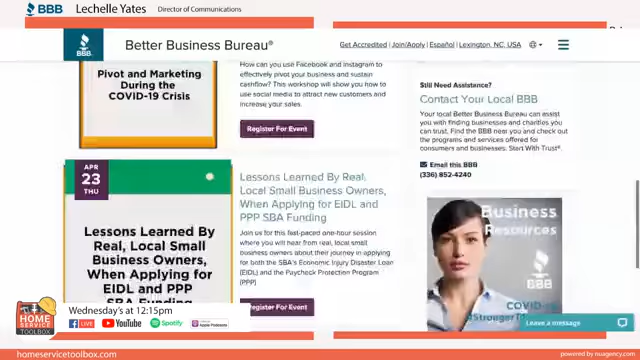 BBB
Lechelle Yates
Director of Communications
BBB
Better Business Bureau®
Get Accredited | Join/Apply | Español | Lexington, NC, USA
Pivot and Marketing
During the
COVID-19 Crisis
How can you use Facebook and Instagram to
effectively pivot your business and sustain
cashflow? This workshop will show you how to
use social media to attract new customers and
increase your sales.
Register For Event
APR
23
THU
Lessons Learned By
Real, Local Small
Business Owners,
When Applying for
EIDL and PPP
SBA Funding
Lessons Learned By Real,
Local Small Business Owners,
When Applying for EIDL and
PPP SBA Funding
Join us for this fast-paced one-hour session
where you will hear from real, local small
business owners about their journey in applying
for both the SBA's Economic Injury Disaster Loan
(EIDL) and the Paycheck Protection Program
(PPP)
Register For Event
Still Need Assistance?
Contact Your Local BBB
Your local Better Business Bureau can assist
you with finding businesses and charities you
can trust. Find the BBB near you and check out
the programs and services offered for
consumers and businesses. Start With Trust®.
Email this BBB
(336) 852-4240
Business
Resources
BBB
COVID-19
Leave a message
HOME
SERVICE
TOOLBOX
Wednesday's at 12:15pm
LIVE
YouTube
Spotify
Apple Podcasts
homeservicetoolbox.com
powered by nuagency.com